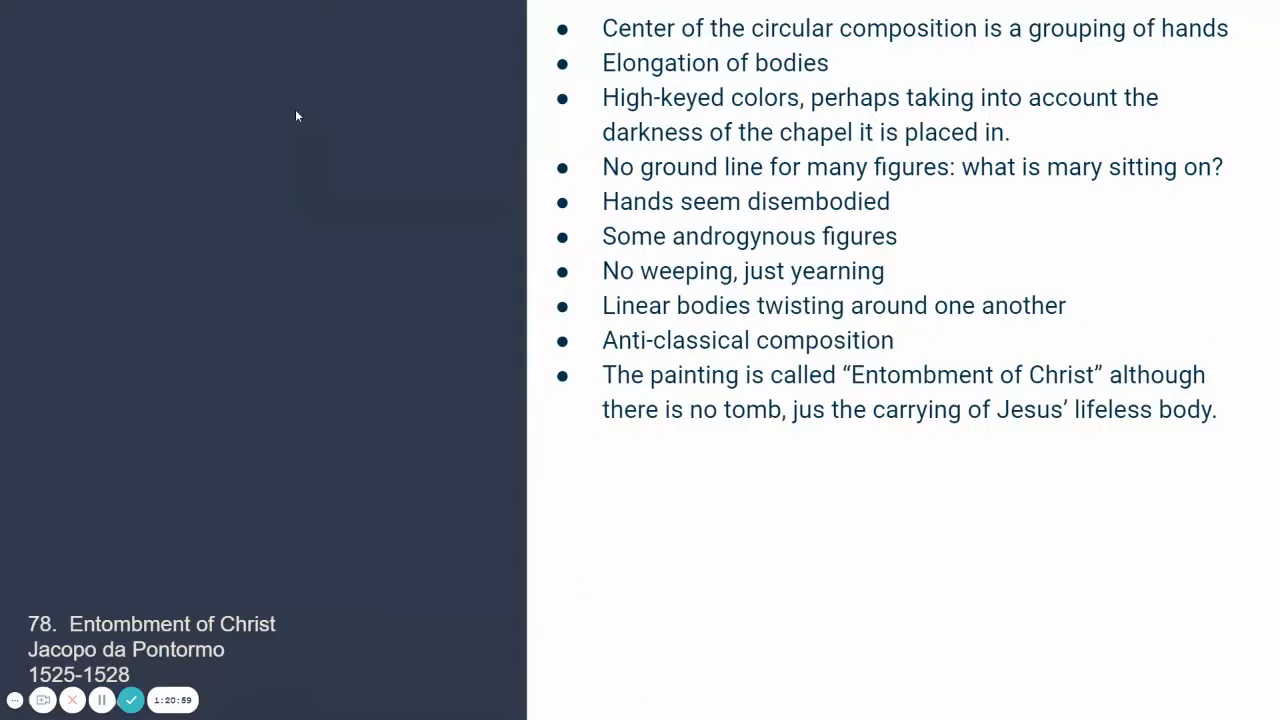 ● Center of the circular composition is a grouping of hands
● Elongation of bodies
● High-keyed colors, perhaps taking into account the
darkness of the chapel it is placed in.
● No ground line for many figures: what is mary sitting on?
● Hands seem disembodied
● Some androgynous figures
● No weeping, just yearning
● Linear bodies twisting around one another
● Anti-classical composition
● The painting is called “Entombment of Christ” although
there is no tomb, jus the carrying of Jesus’ lifeless body.
78. Entombment of Christ
Jacopo da Pontormo
1525-1528
1:20:59